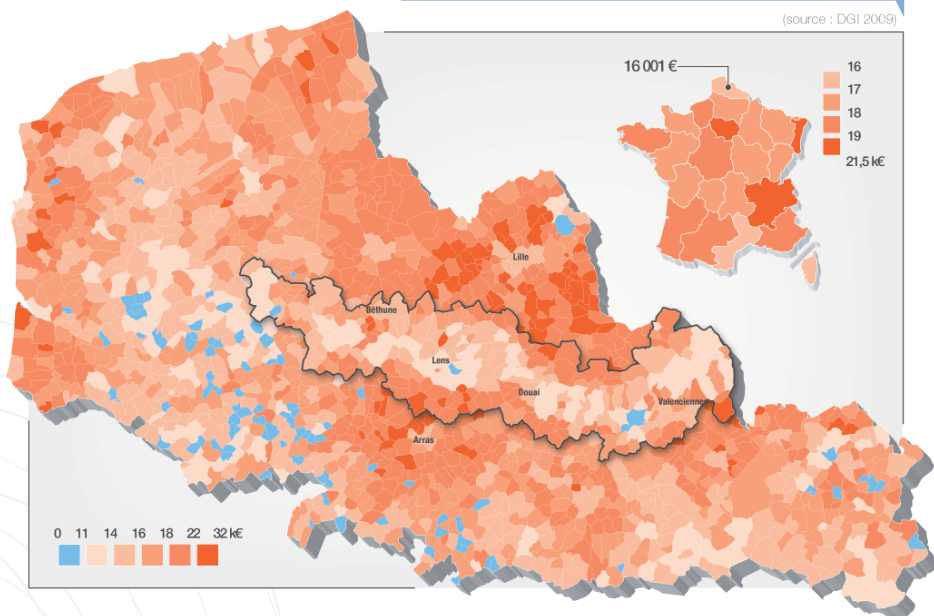 (source : DGI 2009)
16 001 €
16
17
18
19
21,5 k€
Lille
Béthune
Lens
Douai
Valenciennes
Arras
0 11 14 16 18 22 32 k€